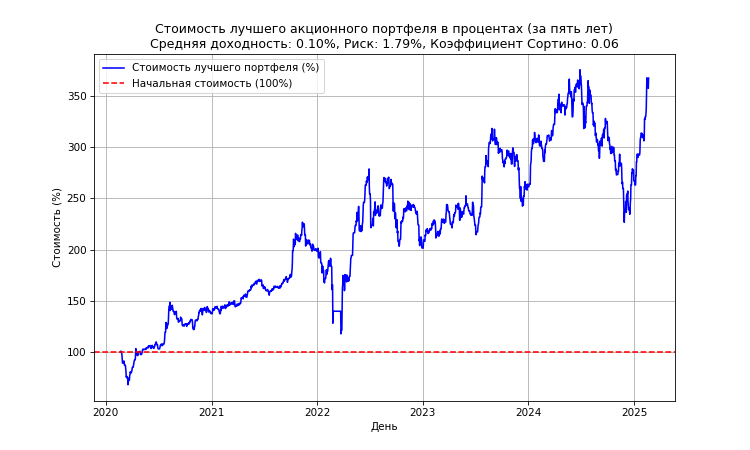 Стоимость лучшего акционного портфеля в процентах (за пять лет)
Средняя доходность: 0.10%, Риск: 1.79%, Коэффициент Сортино: 0.06
Стоимость лучшего портфеля (%)
Начальная стоимость (100%)
Стоимость (%)
350
300
250
200
150
100
2020 2021 2022 2023 2024 2025
День